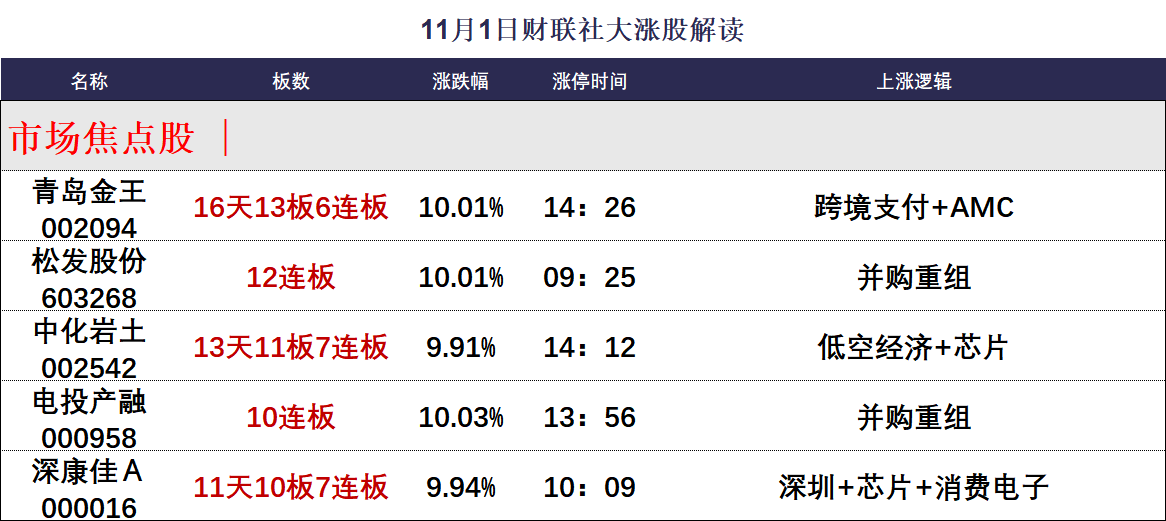 11月1日财联社大涨股解读
名称 板数 涨跌幅 涨停时间 上涨逻辑
市场焦点股 |
青岛金王
002094 16天13板6连板 10.01% 14：26 跨境支付+AMC
松发股份
603268 12连板 10.01% 09：25 并购重组
中化岩土
002542 13天11板7连板 9.91% 14：12 低空经济+芯片
电投产融
000958 10连板 10.03% 13：56 并购重组
深康佳A
000016 11天10板7连板 9.94% 10：09 深圳+芯片+消费电子